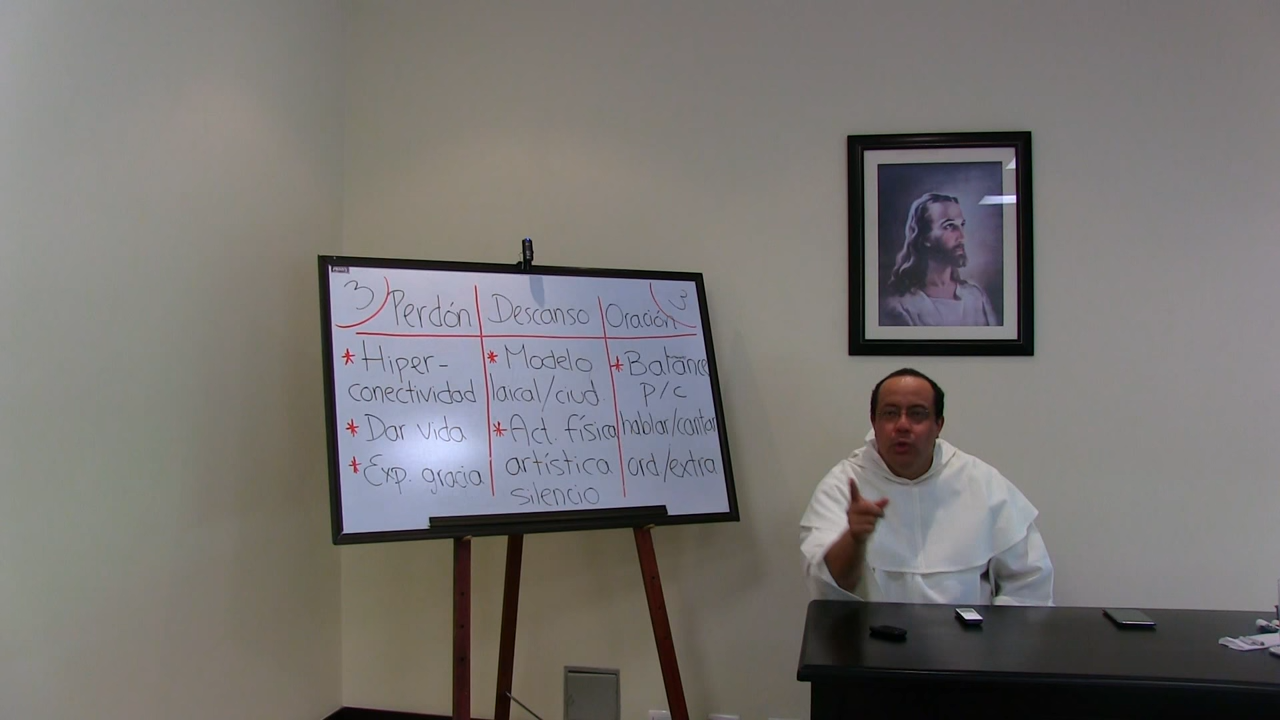 3 Perdón Descanso Oración 3
* Hiper-
conectividad
* Dar vida
* Exp. gracia
* Modelo
laical/ciud.
* Act. física
artística
silencio
* Balance
P/C
hablar/cantar
ord/extra